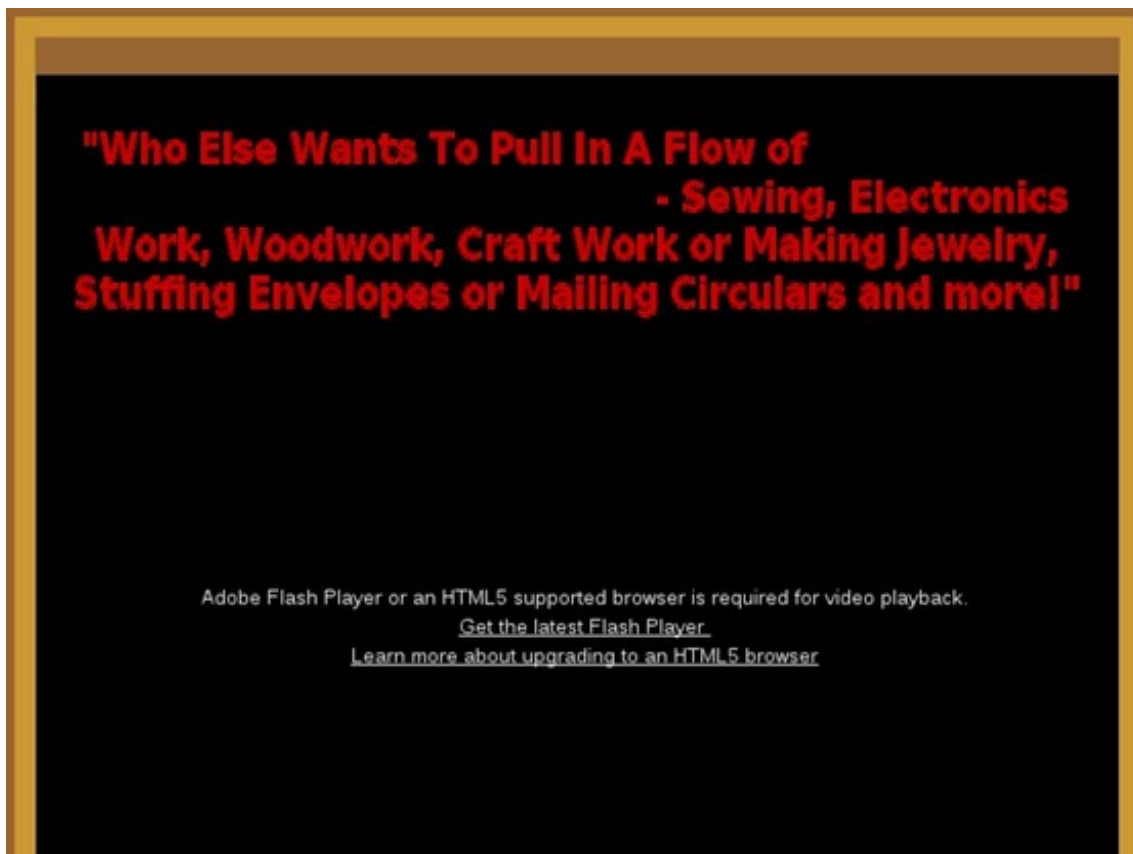 "Who Else Wants To Pull In A Flow of
- Sewing, Electronics
Work, Woodwork, Craft Work or Making Jewelry,
Stuffing Envelopes or Mailing Circulars and more!"
Adobe Flash Player or an HTML5 supported browser is required for video playback.
Get the latest Flash Player
Learn more about upgrading to an HTML5 browser